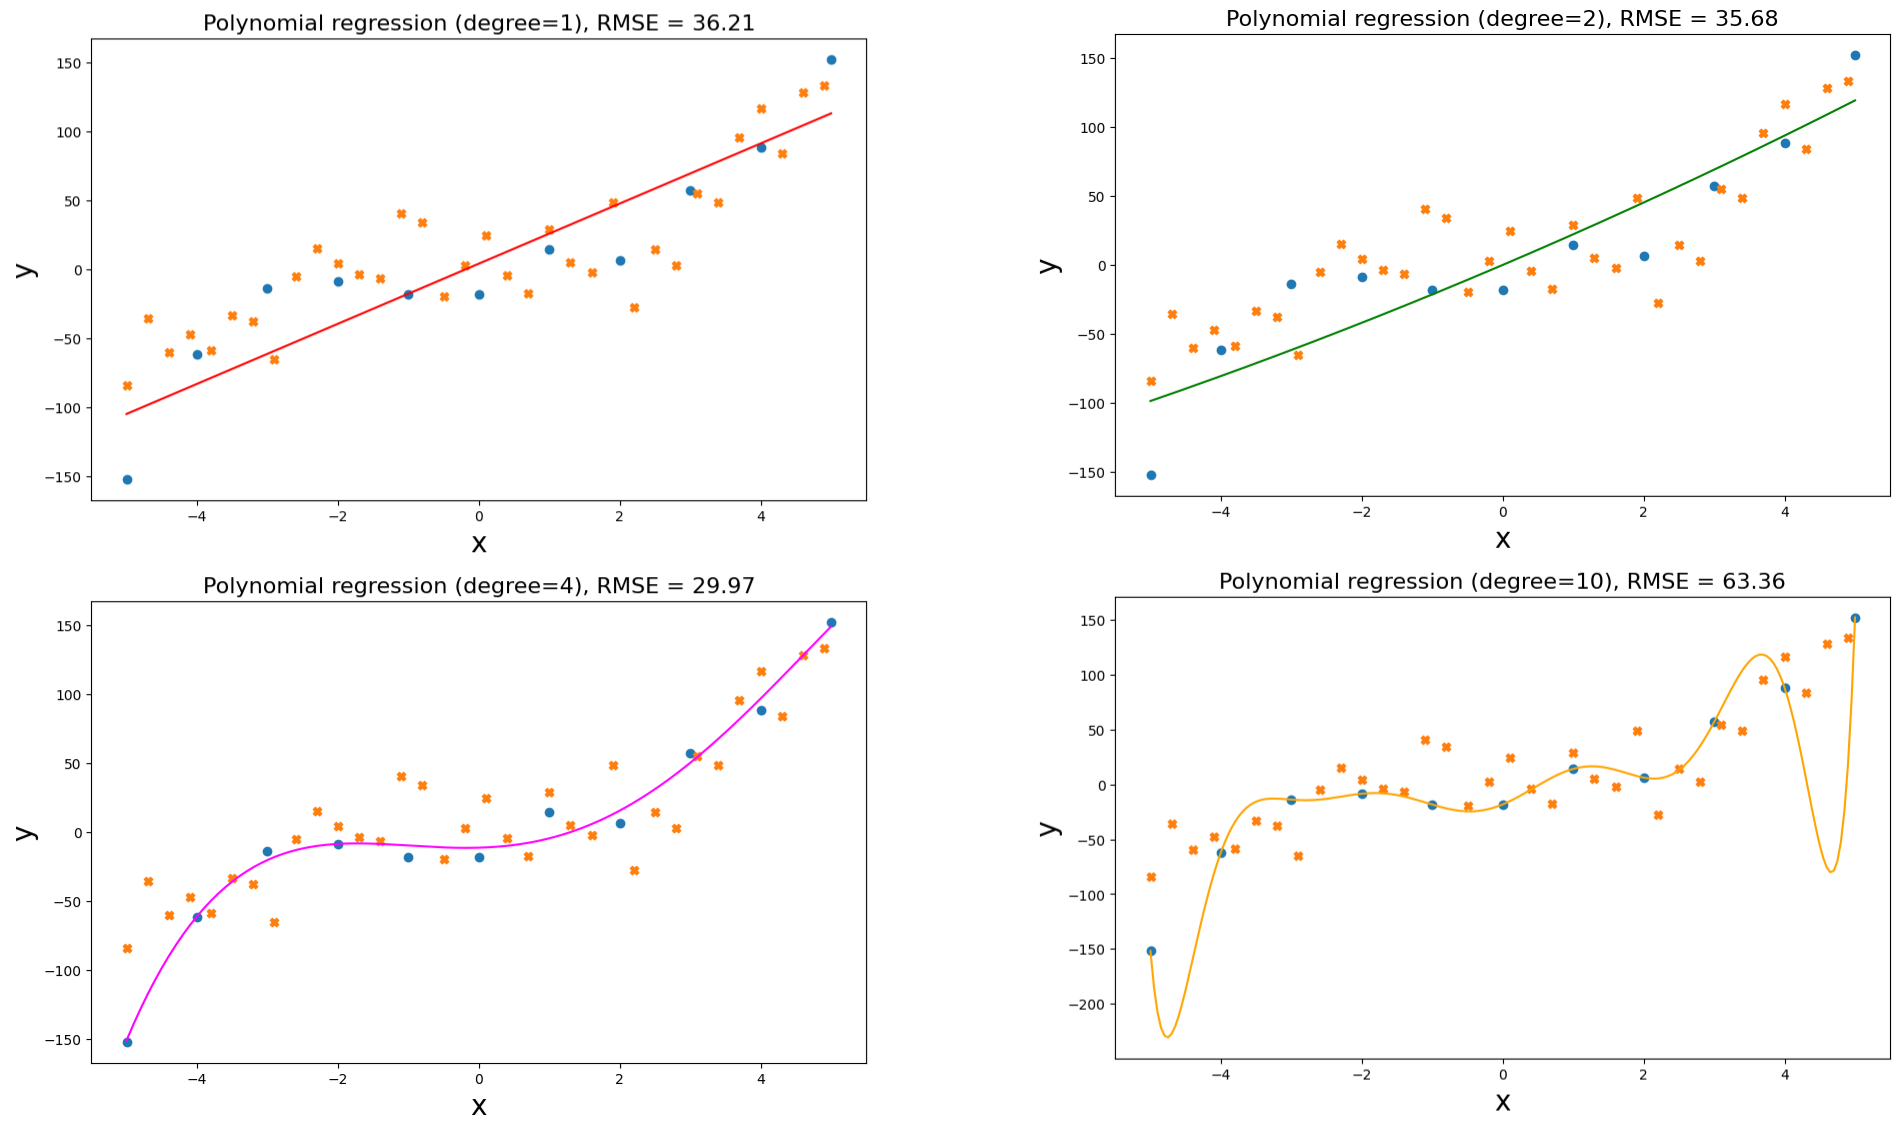 Polynomial regression (degree=1), RMSE = 36.21
150
100
50
0
−50
−100
−150
y
−4 −2 0 2 4
x
Polynomial regression (degree=2), RMSE = 35.68
150
100
50
0
−50
−100
−150
y
−4 −2 0 2 4
x
Polynomial regression (degree=4), RMSE = 29.97
150
100
50
0
−50
−100
−150
y
−4 −2 0 2 4
x
Polynomial regression (degree=10), RMSE = 63.36
150
100
50
0
−50
−100
−150
−200
y
−4 −2 0 2 4
x